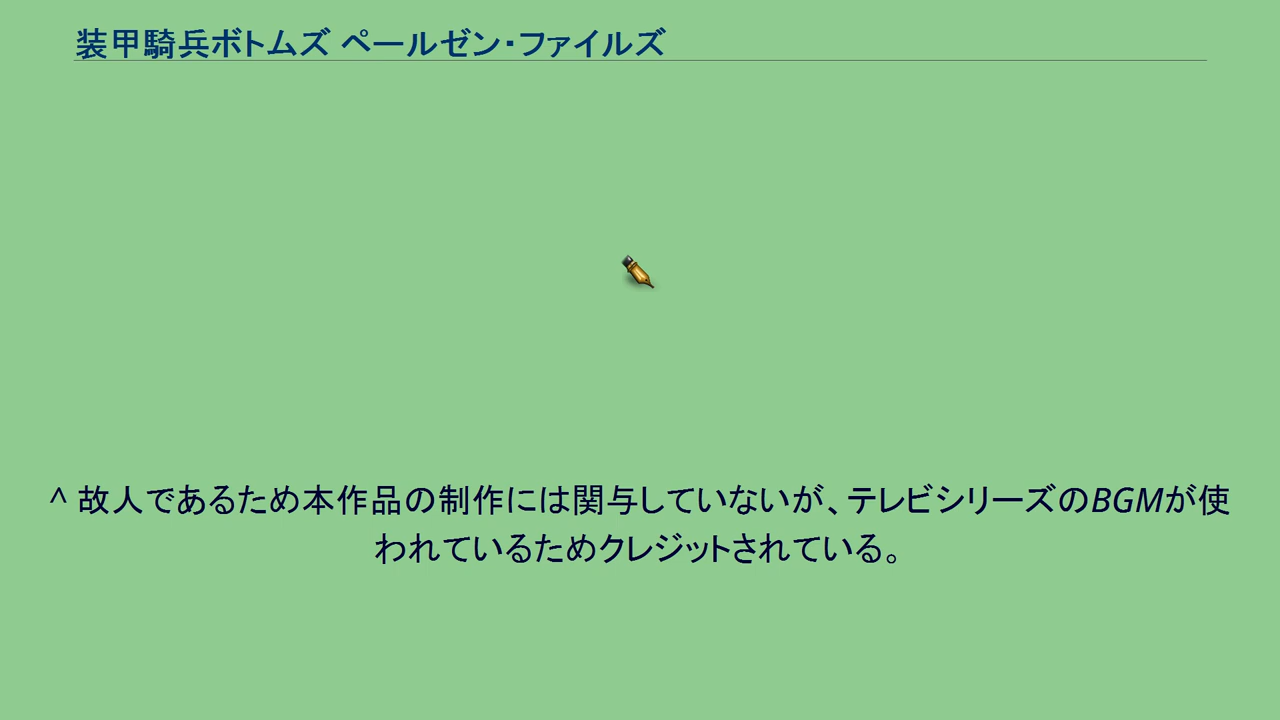 装甲騎兵ボトムズ ペールゼン・ファイルズ
^ 故人であるため本作品の制作には関与していないが、テレビシリーズのBGMが使
われているためクレジットされている。